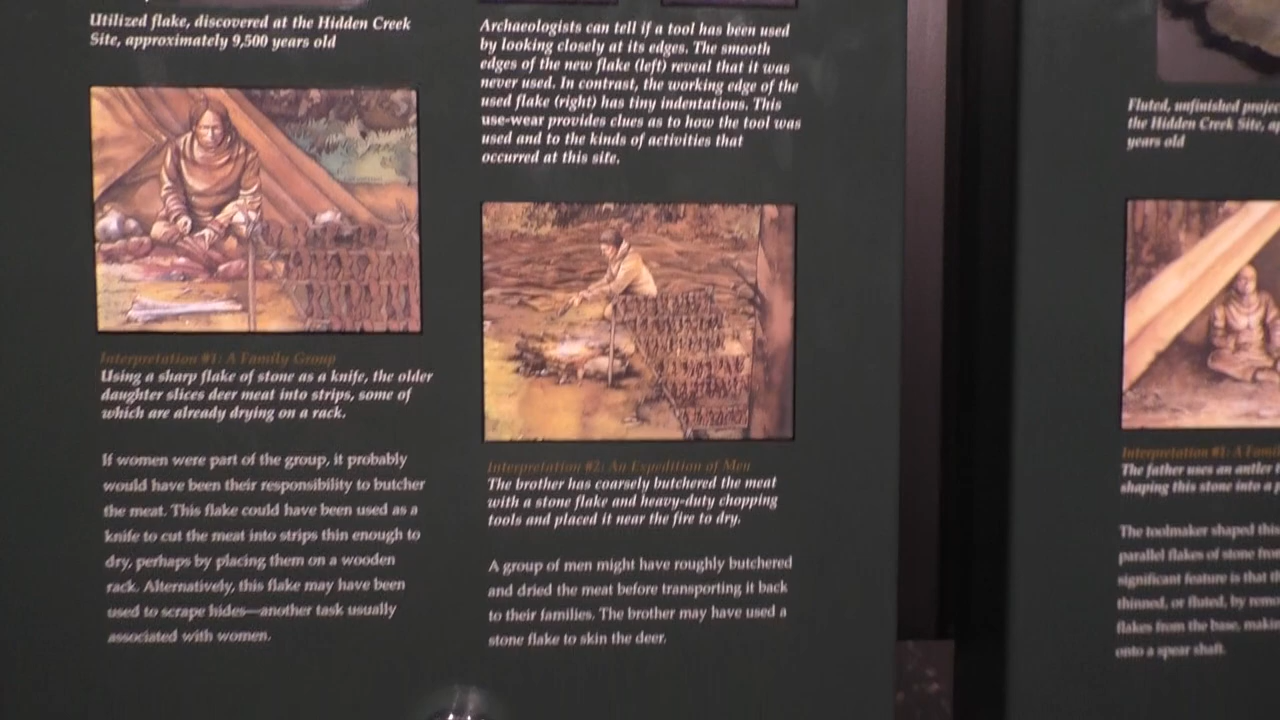 Utilized flake, discovered at the Hidden Creek
Site, approximately 9,500 years old
Interpretation #1: A Family Group
Using a sharp flake of stone as a knife, the older
daughter slices deer meat into strips, some of
which are already drying on a rack.
If women were part of the group, it probably
would have been their responsibility to butcher
the meat. This flake could have been used as a
knife to cut the meat into strips thin enough to
dry, perhaps by placing them on a wooden
rack. Alternatively, this flake may have been
used to scrape hides—another task usually
associated with women.
Archaeologists can tell if a tool has been used
by looking closely at its edges. The smooth
edges of the new flake (left) reveal that it was
never used. In contrast, the working edge of the
used flake (right) has tiny indentations. This
use-wear provides clues as to how the tool was
used and to the kinds of activities that
occurred at this site.
Interpretation #2: An Expedition of Men
The brother has coarsely butchered the meat
with a stone flake and heavy-duty chopping
tools and placed it near the fire to dry.
A group of men might have roughly butchered
and dried the meat before transporting it back
to their families. The brother may have used a
stone flake to skin the deer.
Fluted, unfinished
the Hidden Creek Site,
years old
Interpretation #1: A
The father uses an antler
shaping this stone into a
The toolmaker shaped this
parallel flakes of stone
significant feature is that
thinned, or fluted, by
flakes from the base,
onto a spear shaft.